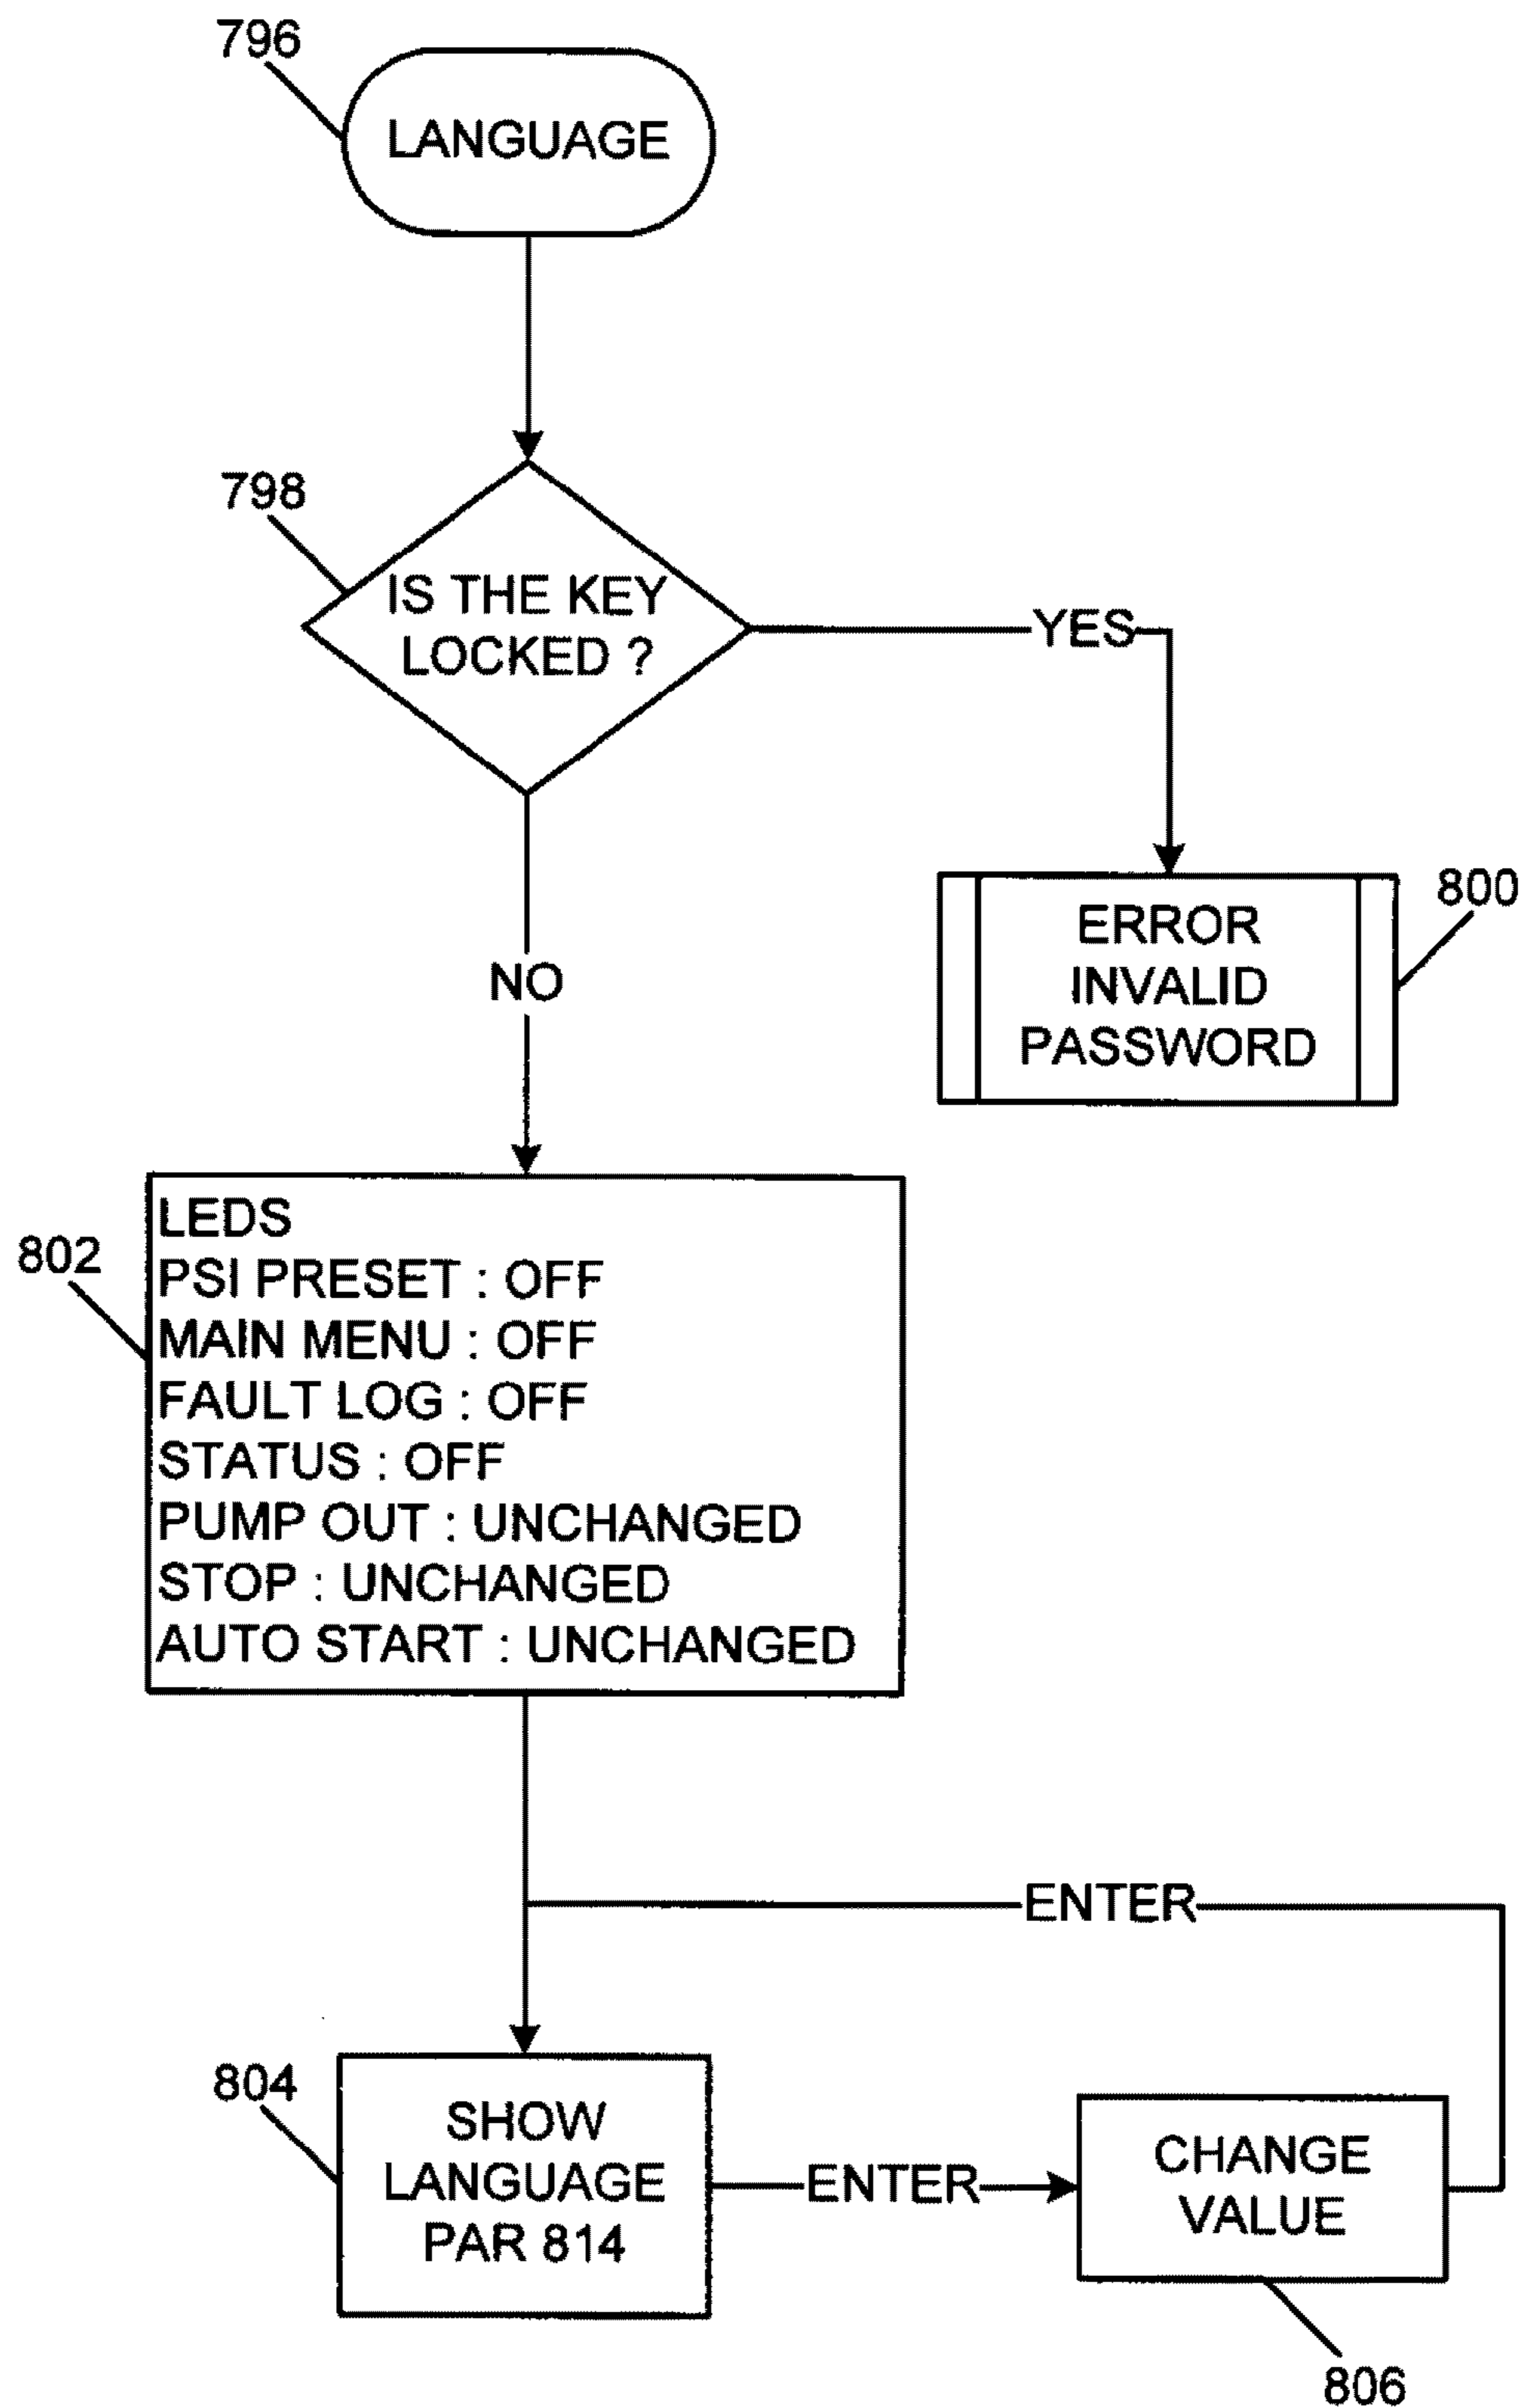 796
LANGUAGE
798
IS THE KEY
LOCKED ?
YES
800
ERROR
INVALID
PASSWORD
NO
802
LEDS
PSI PRESET : OFF
MAIN MENU : OFF
FAULT LOG : OFF
STATUS : OFF
PUMP OUT : UNCHANGED
STOP : UNCHANGED
AUTO START : UNCHANGED
ENTER
804
SHOW
LANGUAGE
PAR 814
ENTER
CHANGE
VALUE
806